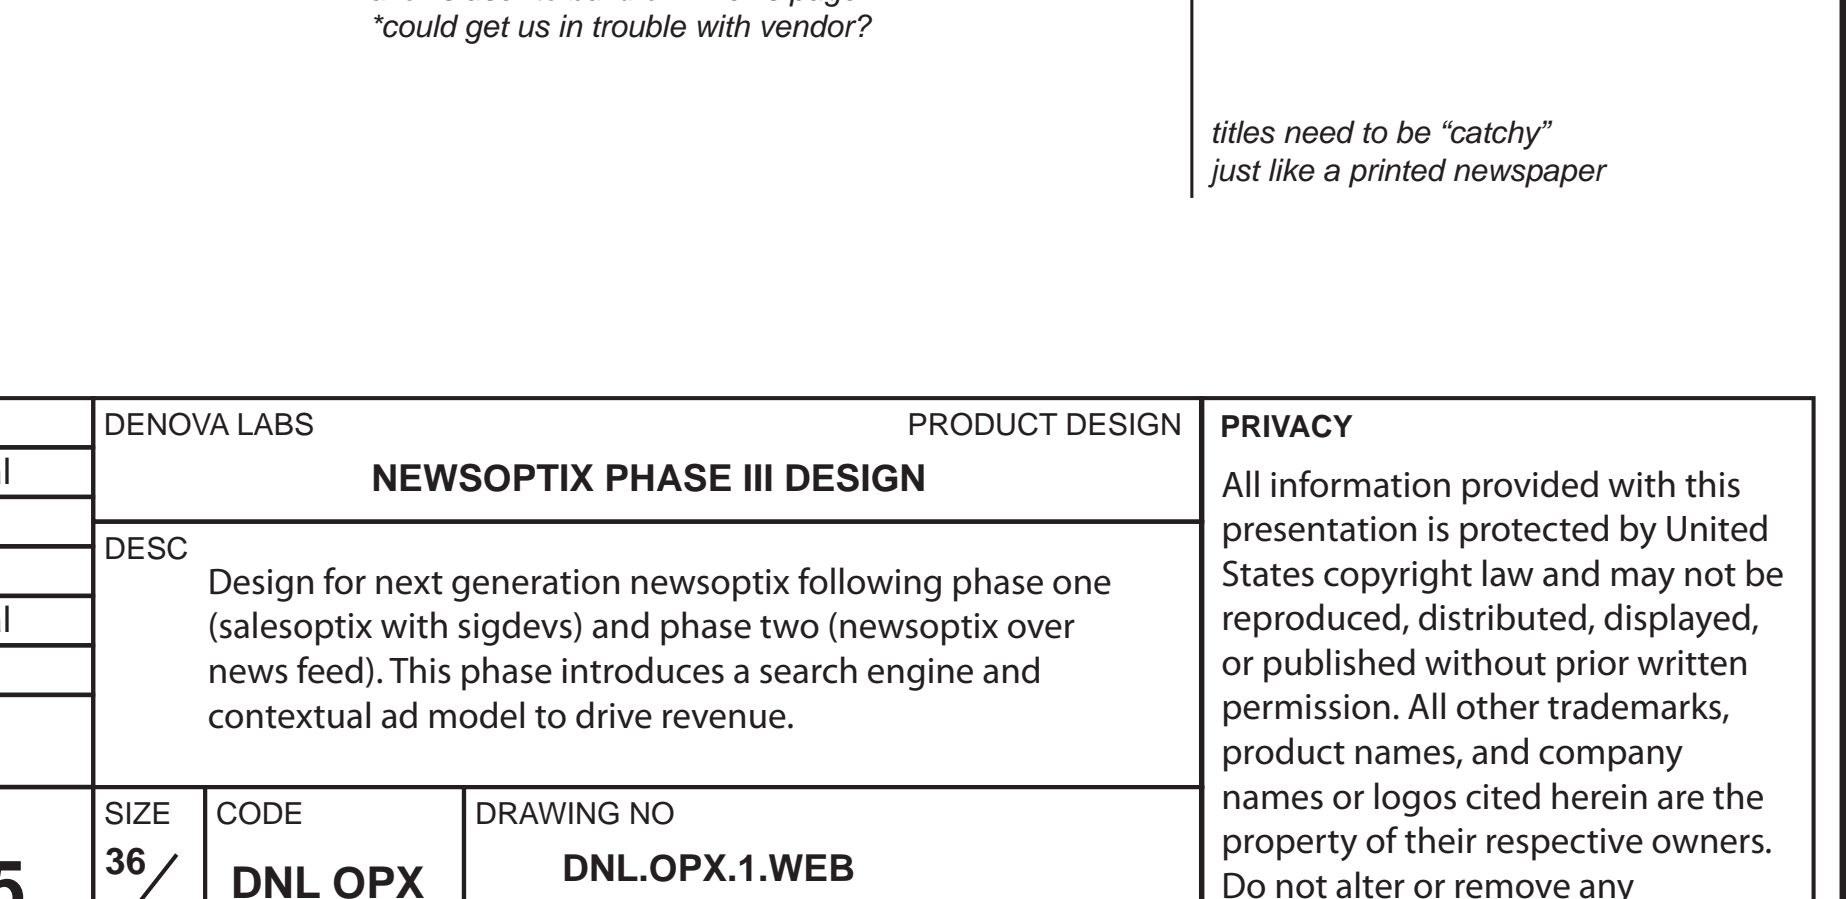 *could get us in trouble with vendor?
titles need to be “catchy”
just like a printed newspaper
DENOVA LABS
PRODUCT DESIGN
NEWSOPTIX PHASE III DESIGN
DESC
Design for next generation newsoptix following phase one
(salesoptix with sigdevs) and phase two (newsoptix over
news feed). This phase introduces a search engine and
contextual ad model to drive revenue.
SIZE
36/
CODE
DNL OPX
DRAWING NO
DNL.OPX.1.WEB
PRIVACY
All information provided with this
presentation is protected by United
States copyright law and may not be
reproduced, distributed, displayed,
or published without prior written
permission. All other trademarks,
product names, and company
names or logos cited herein are the
property of their respective owners.
Do not alter or remove any